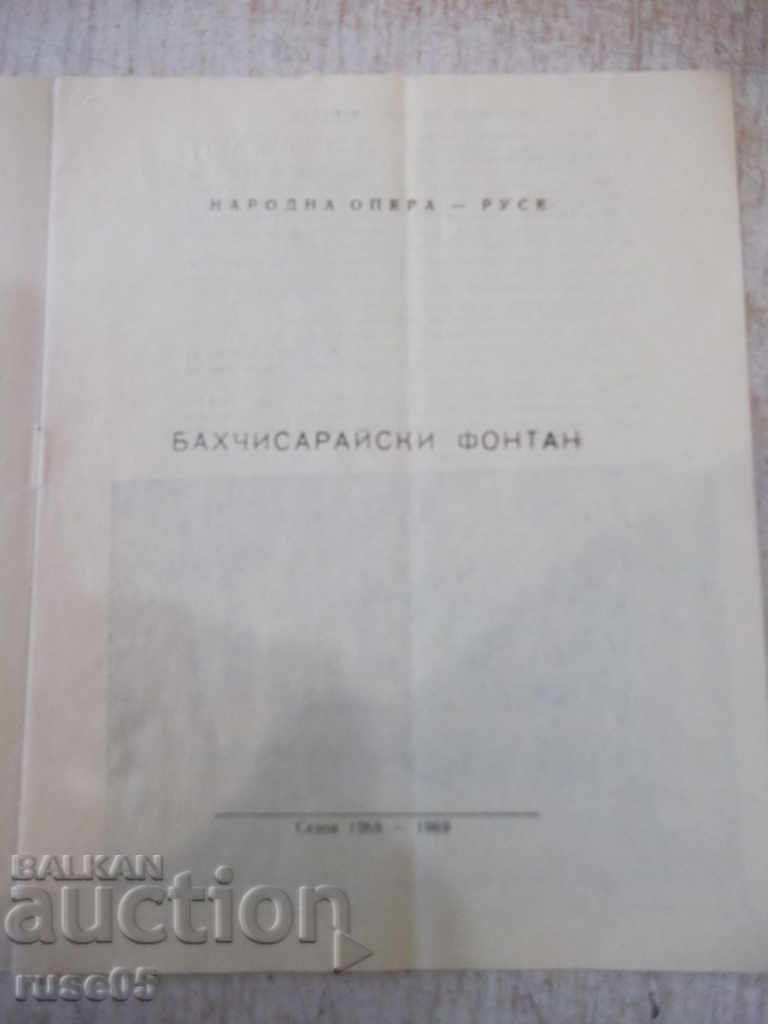 НАРОДНА ОПЕРА — РУСЕ
БАХЧИСАРАЙСКИ ФОНТАН
Сезон 1968 — 1969
BALKAN
auction
ruse05